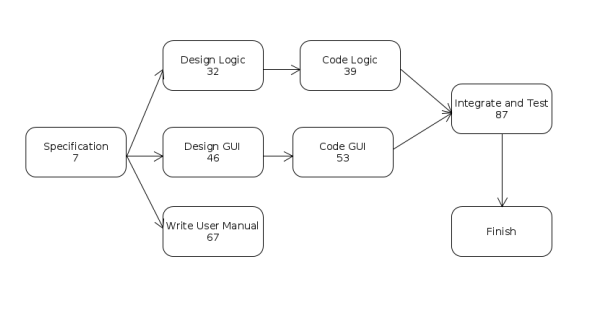 Design Logic
32
Code Logic
39
Integrate and Test
87
Specification
7
Design GUI
46
Code GUI
53
Write User Manual
67
Finish